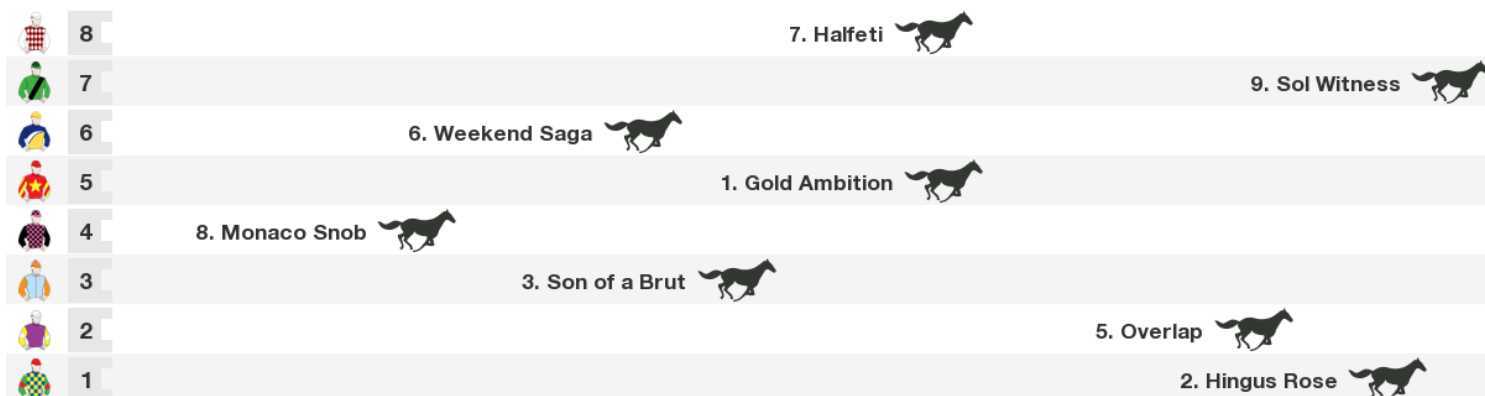 8 7. Halfeti
7 9. Sol Witness
6 6. Weekend Saga
5 1. Gold Ambition
4 8. Monaco Snob
3 3. Son of a Brut
2 5. Overlap
1 2. Hingus Rose